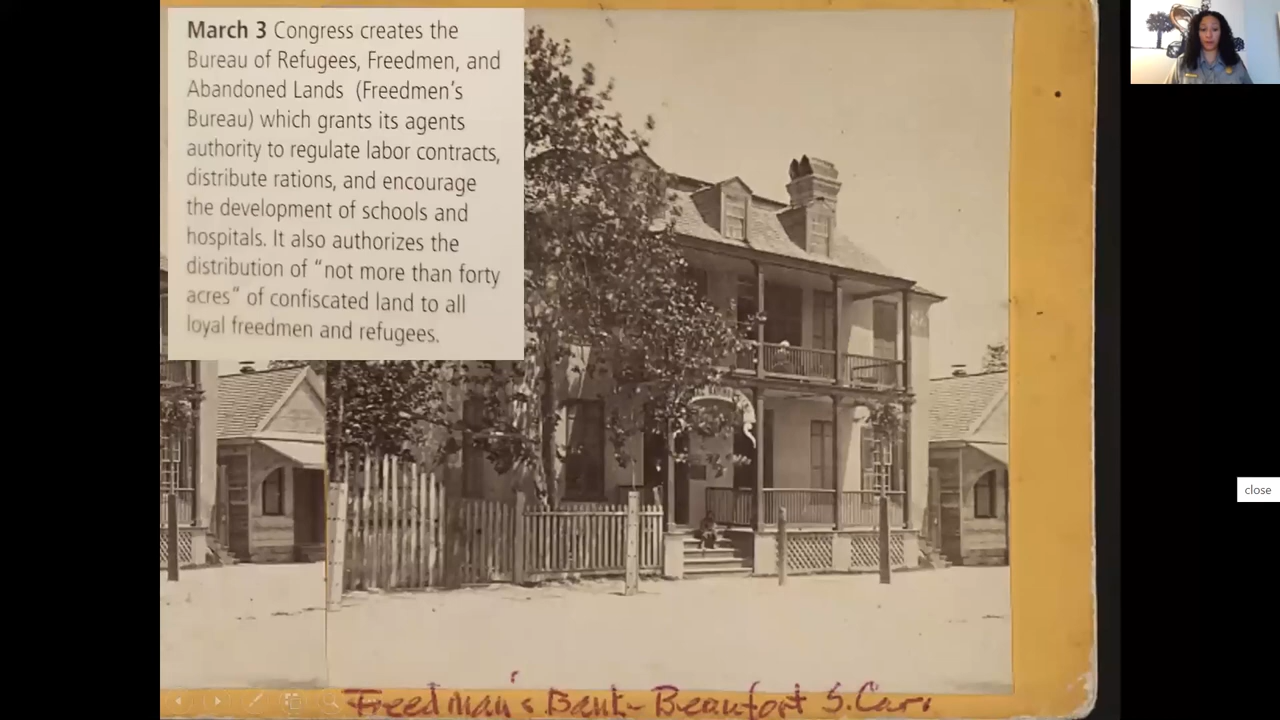 March 3 Congress creates the
Bureau of Refugees, Freedmen, and
Abandoned Lands (Freedmen's
Bureau) which grants its agents
authority to regulate labor contracts,
distribute rations, and encourage
the development of schools and
hospitals. It also authorizes the
distribution of “not more than forty
acres“ of confiscated land to all
loyal freedmen and refugees.
close
Freedman's Bank- Beaufort S. Car: